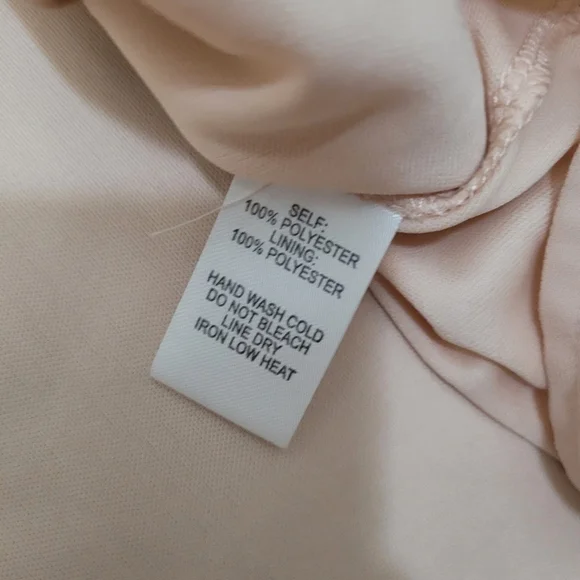 SELF:
100% POLYESTER
LINING:
100% POLYESTER
HAND WASH COLD
DO NOT BLEACH
LINE DRY
IRON LOW HEAT